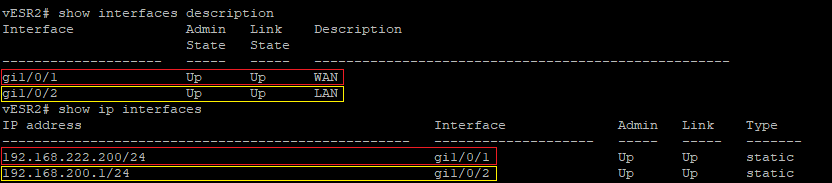 vESR2# show interfaces description
Interface Admin Link Description
State State
-------------------- ----- ----- ----------------------------------------------------
gi1/0/1 Up Up WAN
gi1/0/2 Up Up LAN
vESR2# show ip interfaces
IP address Interface Admin Link Type
--------------------------------------------------- -------------------- ----- ----- -------
192.168.222.200/24 gi1/0/1 Up Up static
192.168.200.1/24 gi1/0/2 Up Up static